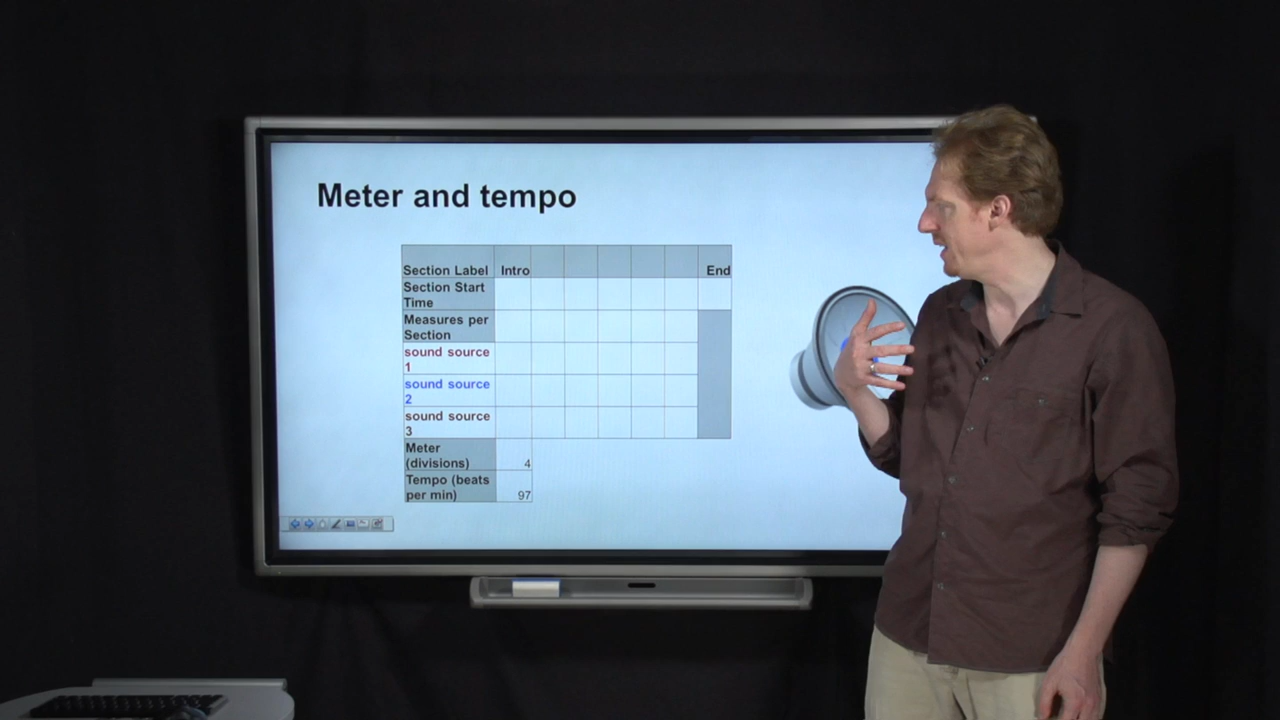 Meter and tempo
Section Label Intro End
Section Start
Time
Measures per
Section
sound source
1
sound source
2
sound source
3
Meter
(divisions) 4
Tempo (beats
per min) 97